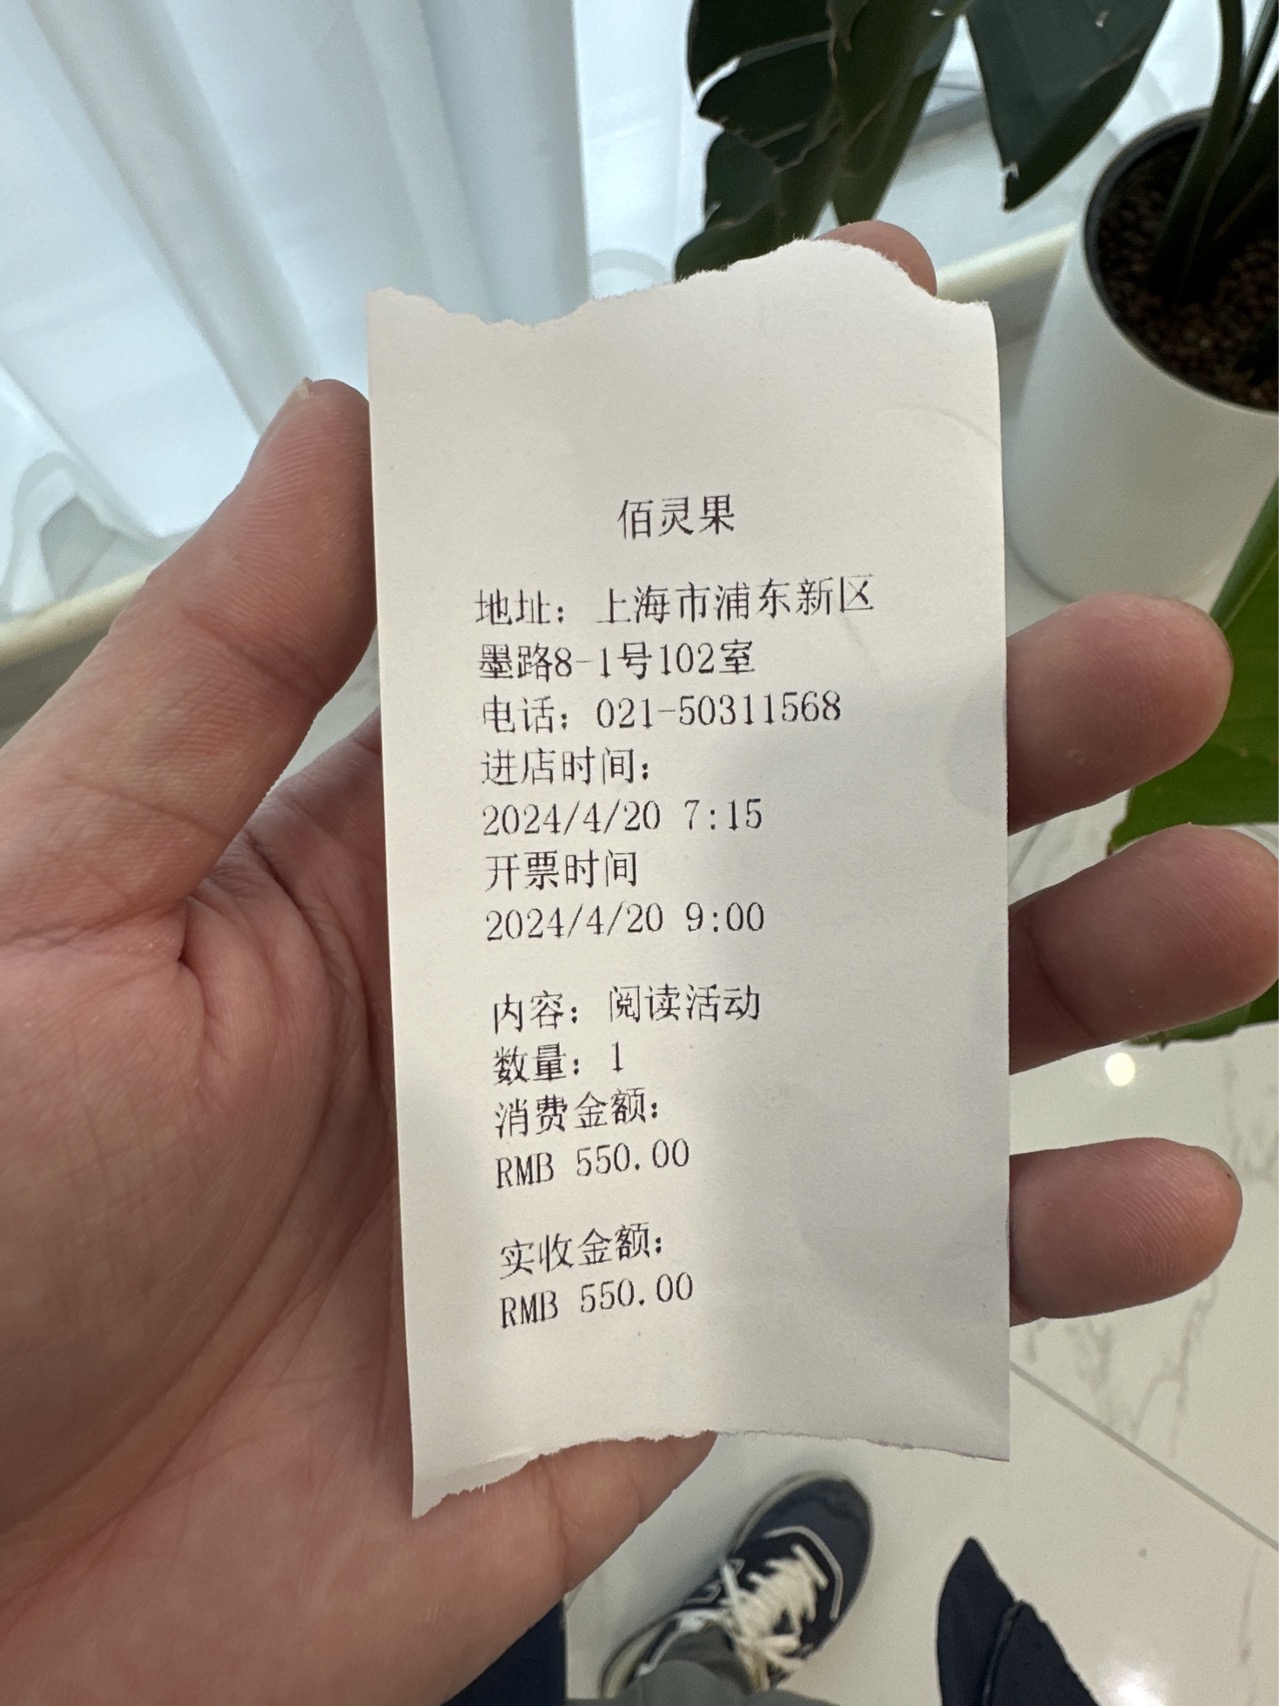 佰灵果
地址：上海市浦东新区
墨路8-1号102室
电话：021-50311568
进店时间：
2024/4/20 7:15
开票时间
2024/4/20 9:00
内容：阅读活动
数量：1
消费金额：
RMB 550.00
实收金额：
RMB 550.00